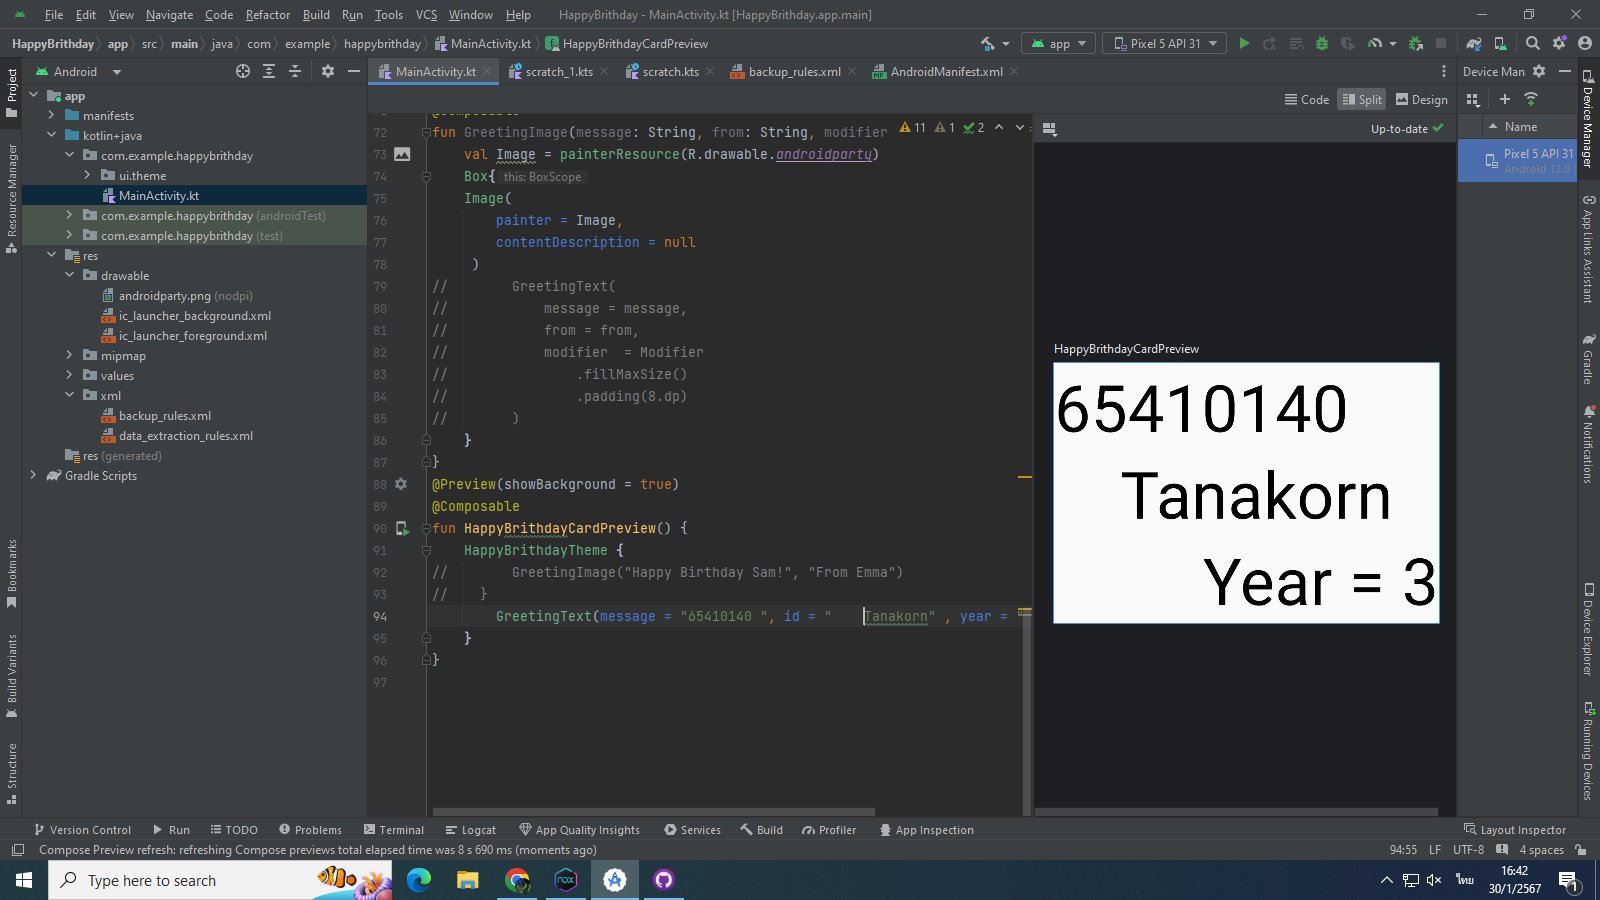 File Edit View Navigate Code Refactor Build Run Tools VCS Window Help HappyBrithday - MainActivity.kt [HappyBrithday.app.main]
HappyBrithday app src main java com example happybrithday MainActivity.kt HappyBrithdayCardPreview app Pixel 5 API 31
Project
Android
MainActivity.kt scratch_1.kts scratch.kts backup_rules.xml AndroidManifest.xml
Device Man
Code Split Design
Up-to-date
Name
Pixel 5 API 31
Android 12.0 (
app
manifests
kotlin+java
com.example.happybrithday
ui.theme
MainActivity.kt
com.example.happybrithday (androidTest)
com.example.happybrithday (test)
res
drawable
androidparty.png (nodpi)
ic_launcher_background.xml
ic_launcher_foreground.xml
mipmap
values
xml
backup_rules.xml
data_extraction_rules.xml
res (generated)
Gradle Scripts
Resource Manager
Bookmarks
Build Variants
Structure
11 1 2
72 fun GreetingImage(message: String, from: String, modifier
73 val Image = painterResource(R.drawable.androidparty)
74 Box{ this: BoxScope
75 Image(
76 painter = Image,
77 contentDescription = null
78 )
79 // GreetingText(
80 // message = message,
81 // from = from,
82 // modifier  = Modifier
83 // .fillMaxSize()
84 // .padding(8.dp)
85 // )
86 }
87 }
88 @Preview(showBackground = true)
89 @Composable
90 fun HappyBrithdayCardPreview() {
91 HappyBrithdayTheme {
92 // GreetingImage("Happy Birthday Sam!", "From Emma")
93 // }
94 GreetingText(message = "65410140 ", id = "    Tanakorn" , year =
95 }
96 }
97
HappyBrithdayCardPreview
65410140
Tanakorn
Year = 3
Device Manager
App Links Assistant
Gradle
Notifications
Device Explorer
Running Devices
Version Control Run TODO Problems Terminal Logcat App Quality Insights Services Build Profiler App Inspection Layout Inspector
Compose Preview refresh: refreshing Compose previews total elapsed time was 8 s 690 ms (moments ago) 94:55 LF UTF-8 4 spaces
Type here to search
nox
ไทย
16:42
30/1/2567
1